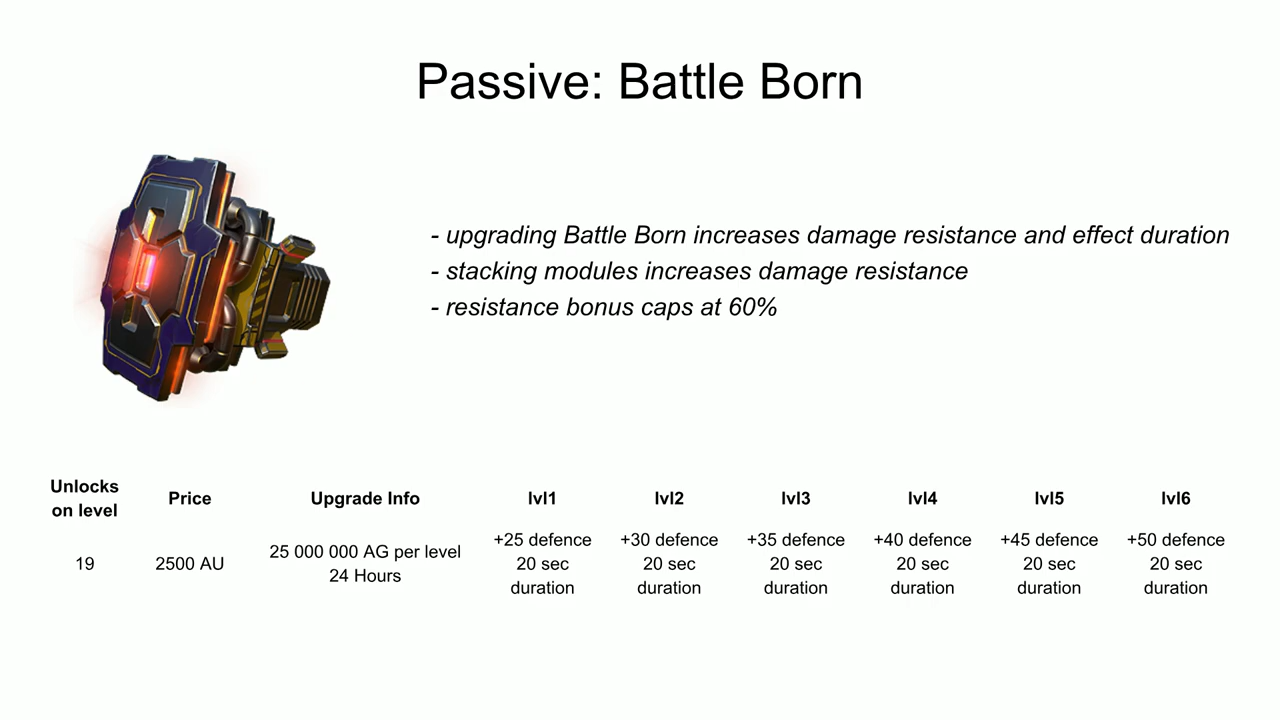 Passive: Battle Born
- upgrading Battle Born increases damage resistance and effect duration
- stacking modules increases damage resistance
- resistance bonus caps at 60%
Unlocks
on level
Price
Upgrade Info
lvl1
lvl2
lvl3
lvl4
lvl5
lvl6
19
2500 AU
25 000 000 AG per level
24 Hours
+25 defence
20 sec
duration
+30 defence
20 sec
duration
+35 defence
20 sec
duration
+40 defence
20 sec
duration
+45 defence
20 sec
duration
+50 defence
20 sec
duration